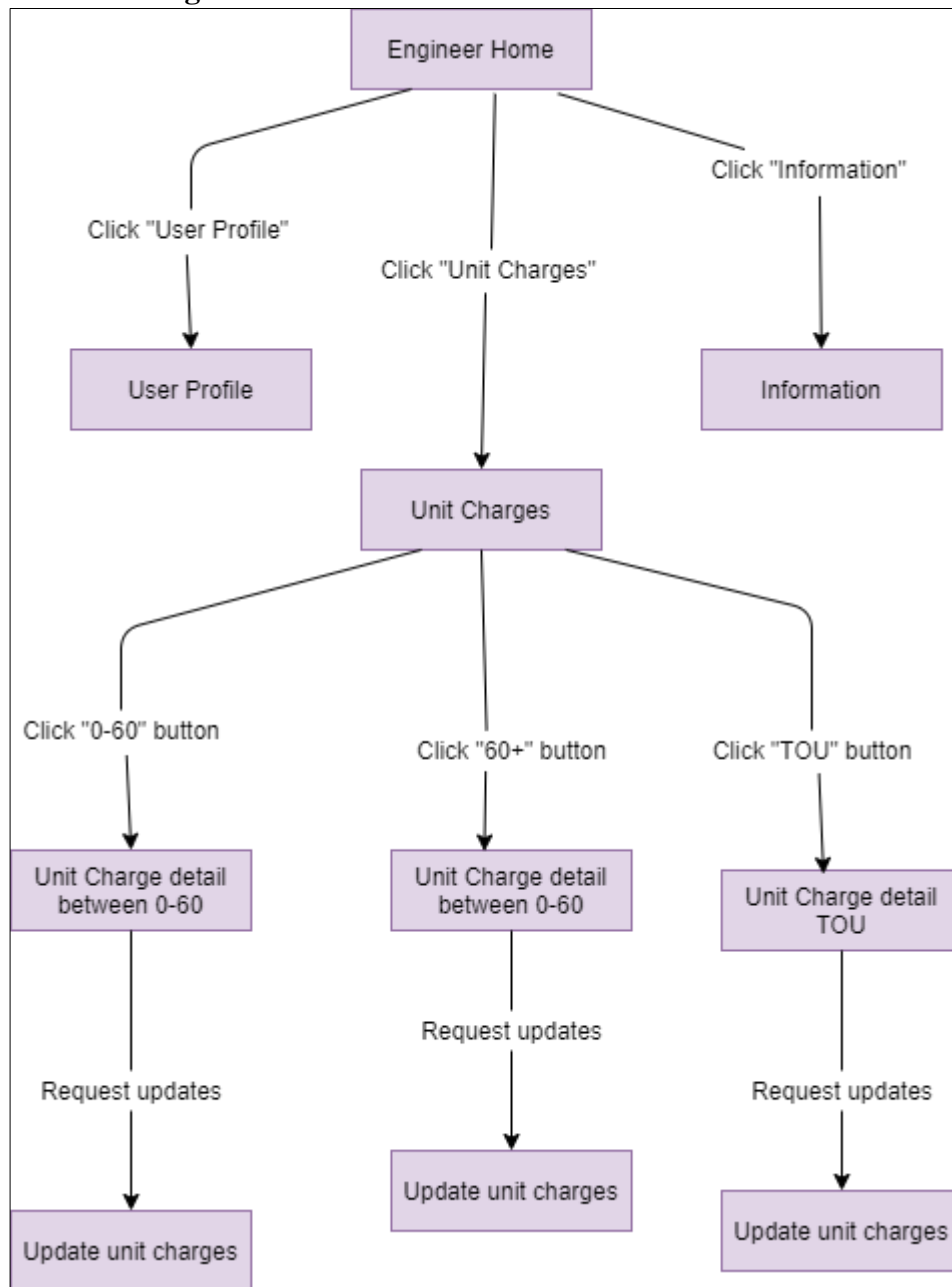 Engineer Home
Click "Information"
Click "User Profile"
Click "Unit Charges"
User Profile
Information
Unit Charges
Click "0-60" button
Click "60+" button
Click "TOU" button
Unit Charge detail
between 0-60
Unit Charge detail
between 0-60
Unit Charge detail
TOU
Request updates
Request updates
Request updates
Update unit charges
Update unit charges
Update unit charges